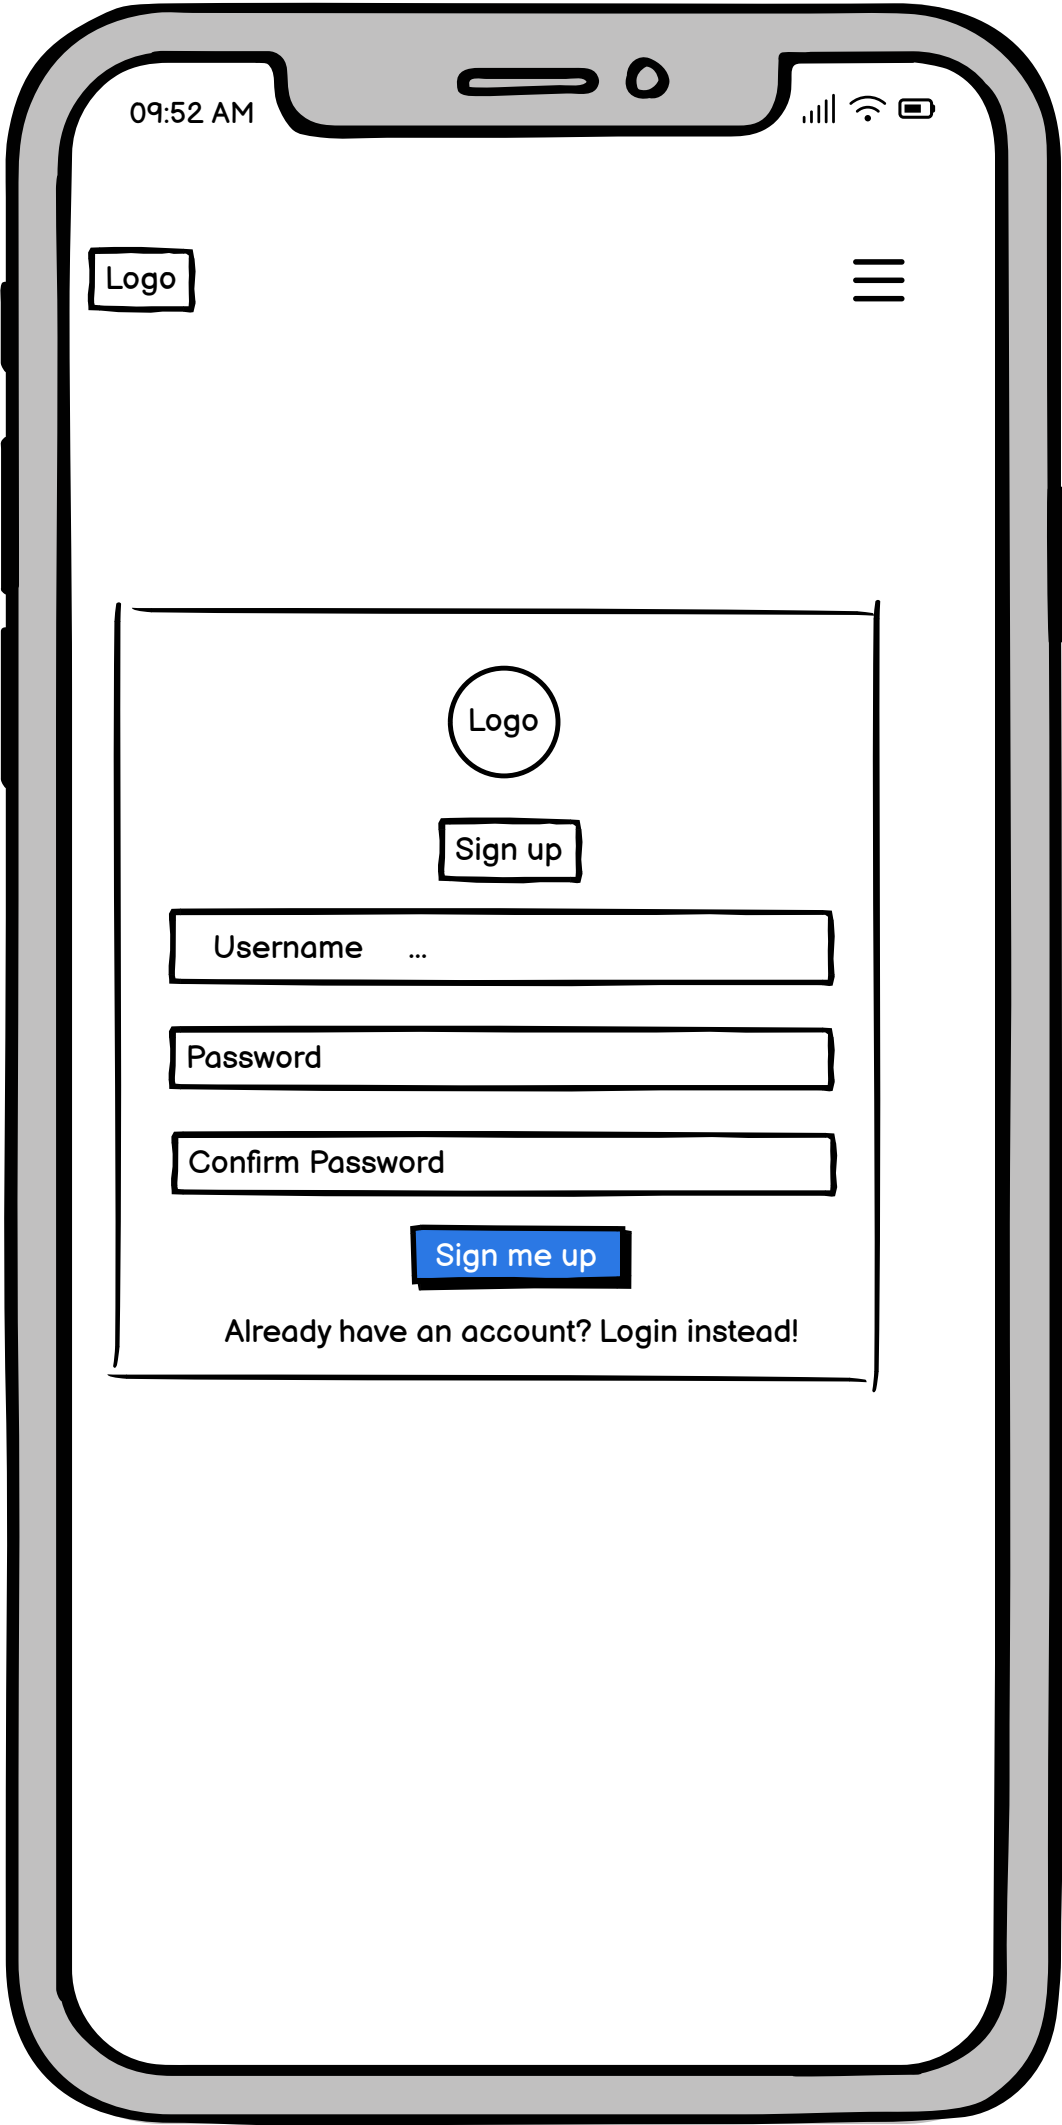 09:52 AM
Logo
Logo
Sign up
Username ...
Password
Confirm Password
Sign me up
Already have an account? Login instead!